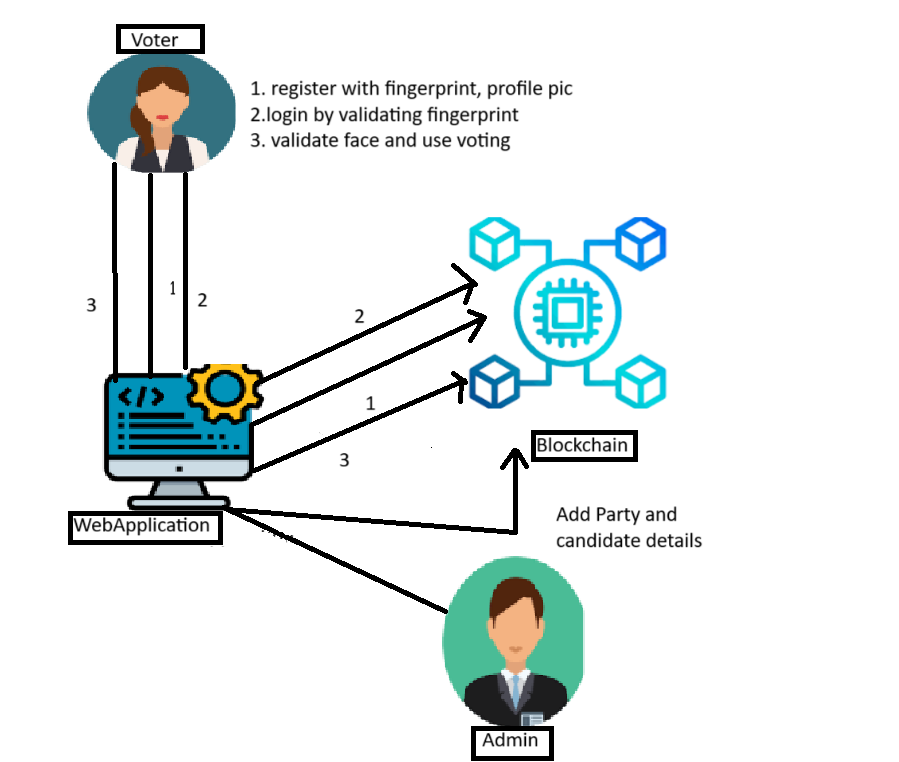 Voter
1. register with fingerprint, profile pic
2.login by validating fingerprint
3. validate face and use voting
3
1
2
2
1
3
</>
Blockchain
WebApplication
Add Party and
candidate details
Admin